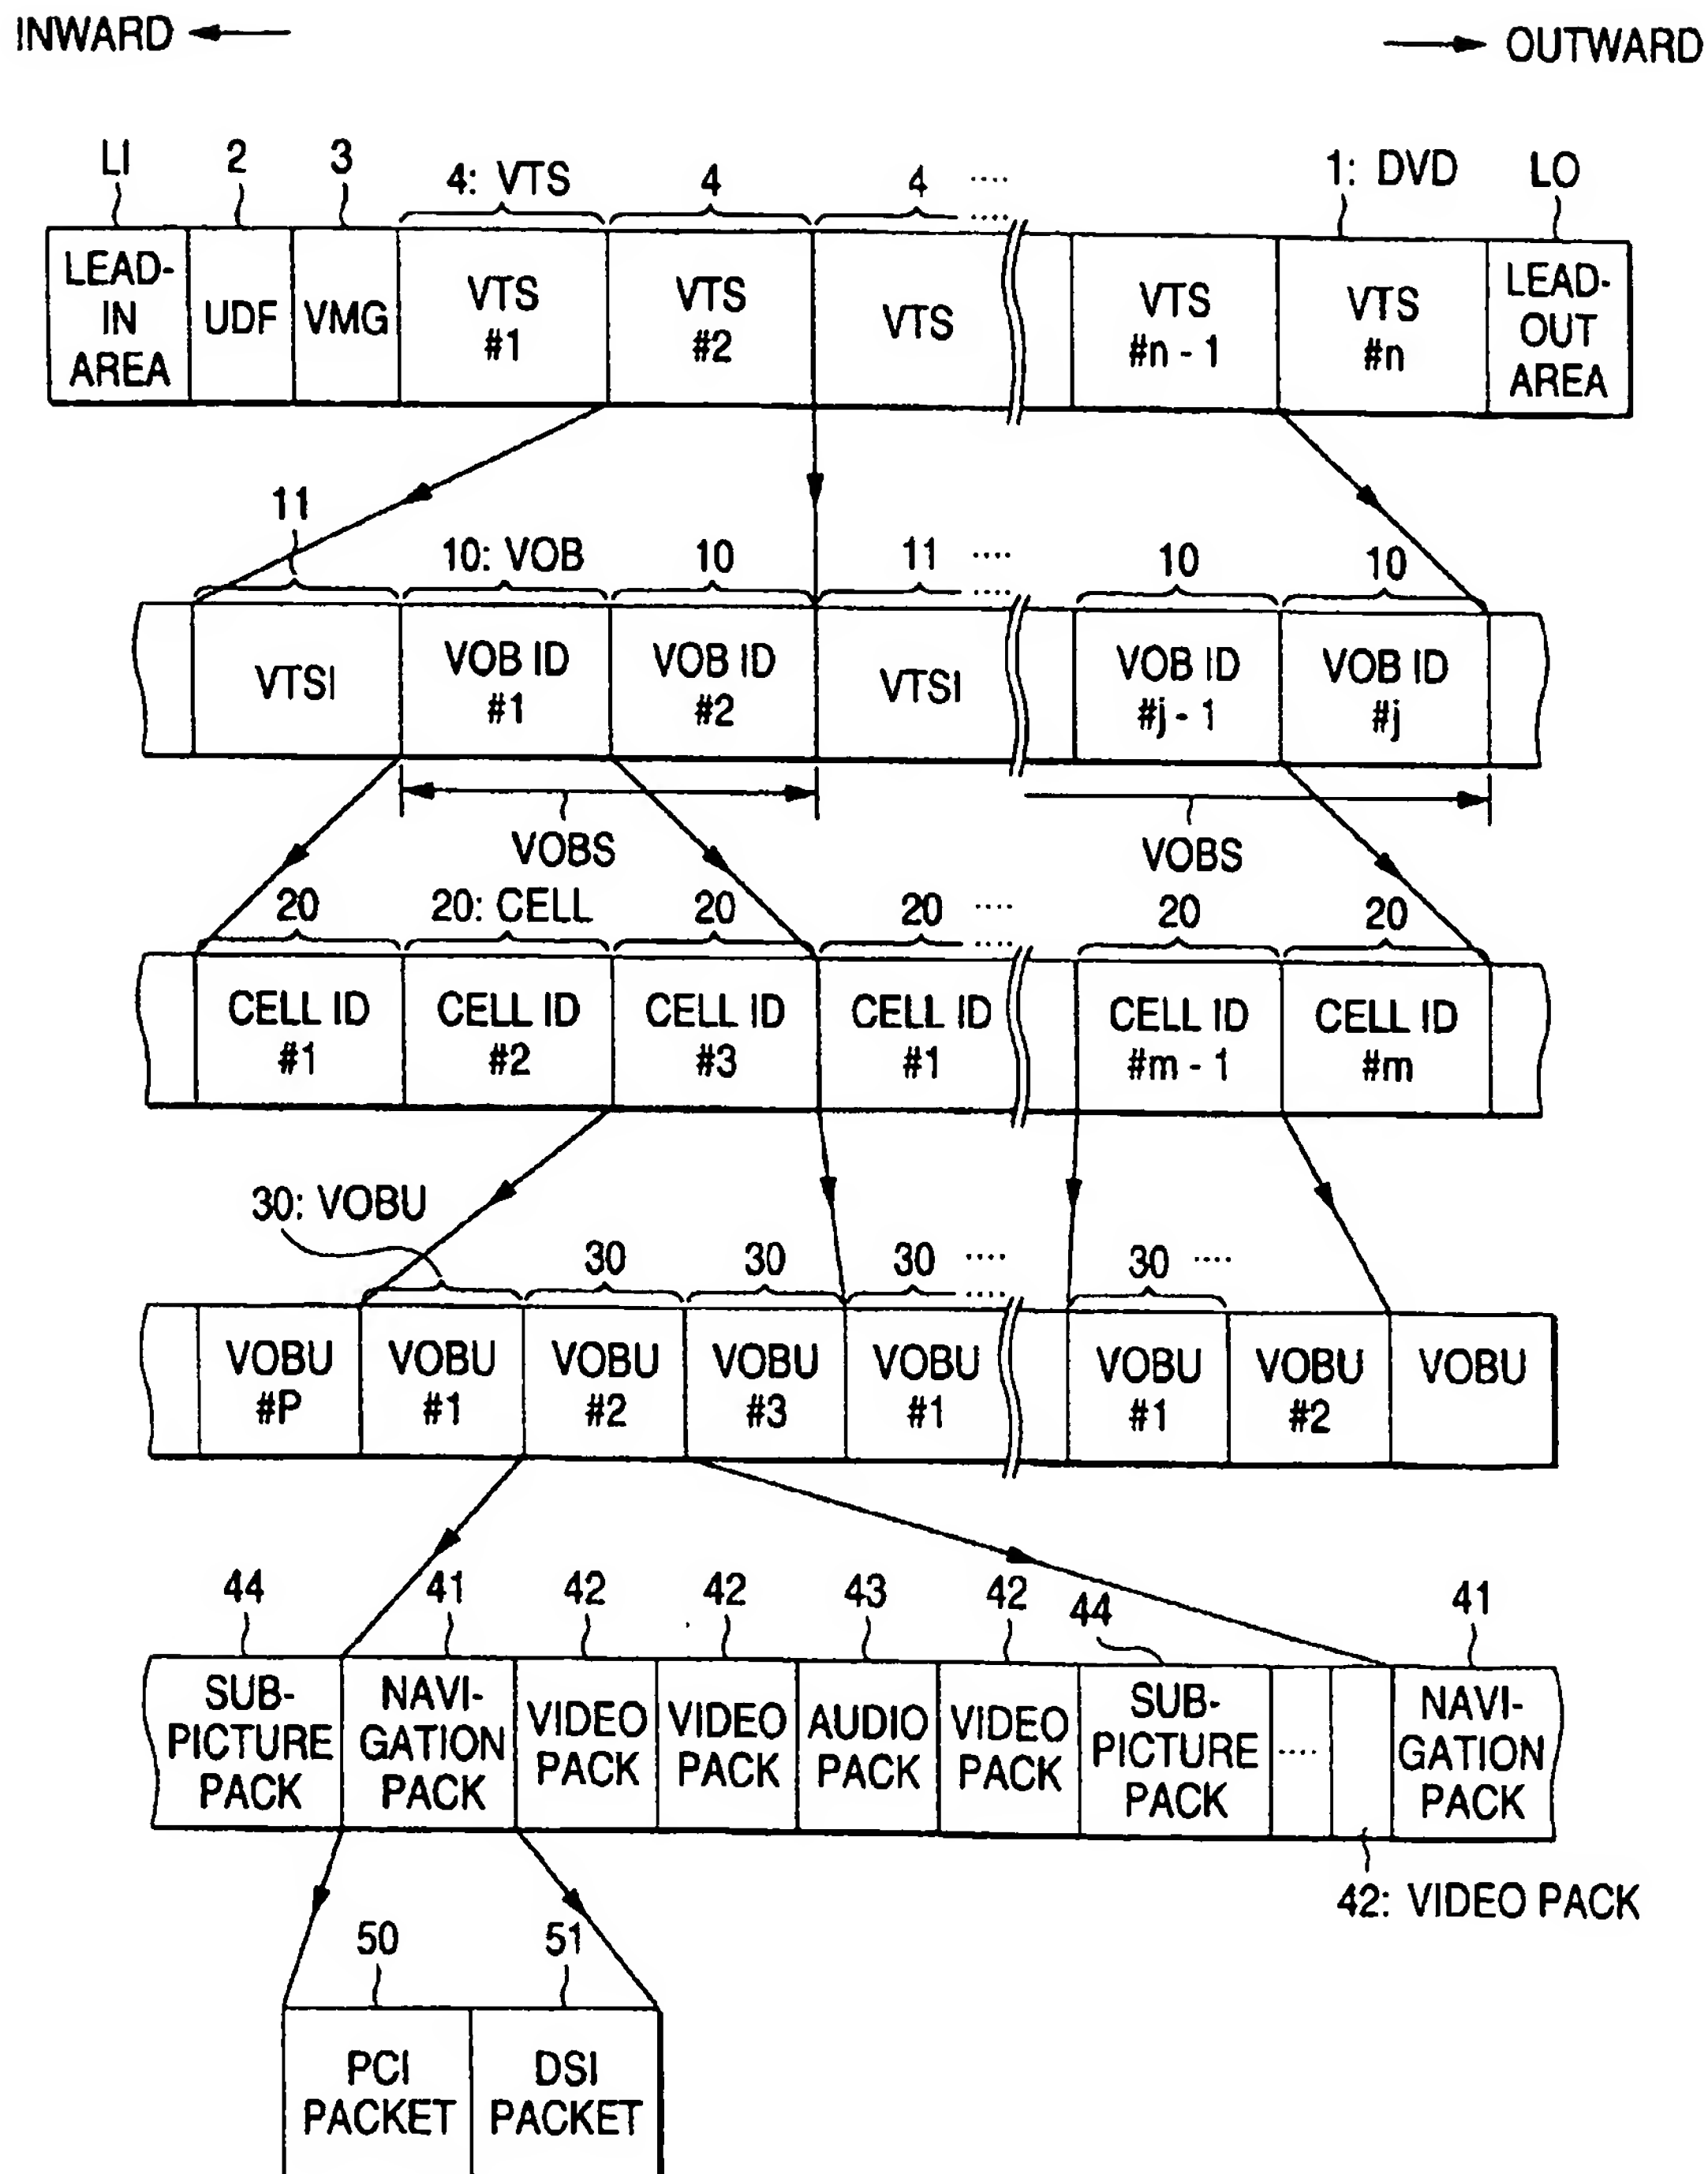 INWARD OUTWARD
LI 2 3 4: VTS 4 4 .... 1: DVD LO
LEAD-
IN
AREA
UDF
VMG
VTS
#1
VTS
#2
VTS
VTS
#n - 1
VTS
#n
LEAD-
OUT
AREA
11 10: VOB 10 11 .... 10 10
VTSI
VOB ID
#1
VOB ID
#2
VTSI
VOB ID
#j - 1
VOB ID
#j
VOBS VOBS
20 20: CELL 20 20 .... 20 20
CELL ID
#1
CELL ID
#2
CELL ID
#3
CELL ID
#1
CELL ID
#m - 1
CELL ID
#m
30: VOBU 30 30 30 .... 30 ....
VOBU
#P
VOBU
#1
VOBU
#2
VOBU
#3
VOBU
#1
VOBU
#1
VOBU
#2
VOBU
44 41 42 42 43 42 44 41
SUB-
PICTURE
PACK
NAVI-
GATION
PACK
VIDEO
PACK
VIDEO
PACK
AUDIO
PACK
VIDEO
PACK
SUB-
PICTURE
PACK
....
NAVI-
GATION
PACK
42: VIDEO PACK
50 51
PCI
PACKET
DSI
PACKET